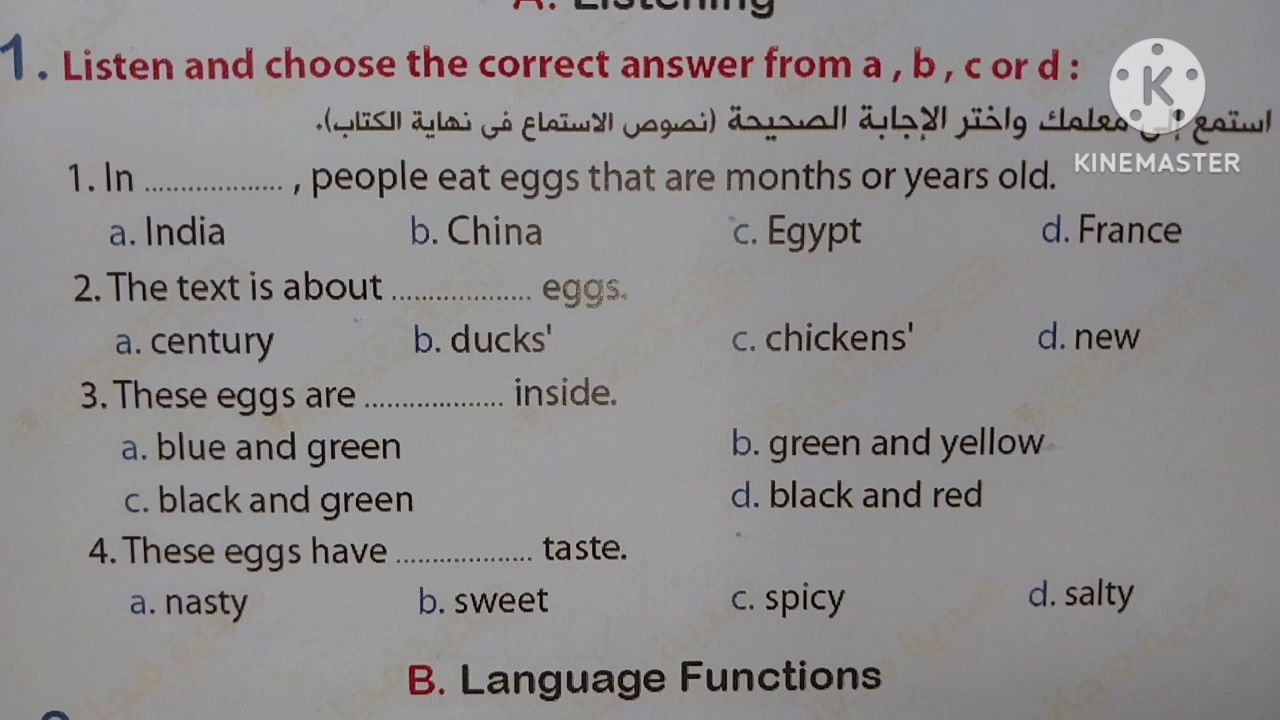 A. Listening
1. Listen and choose the correct answer from a , b , c or d :
استمع إلى معلمك واختر الإجابة الصحيحة (نصوص الاستماع فى نهاية الكتاب).
KINEMASTER
1. In ................... , people eat eggs that are months or years old.
a. India b. China c. Egypt d. France
2. The text is about ................... eggs.
a. century b. ducks' c. chickens' d. new
3. These eggs are ................... inside.
a. blue and green b. green and yellow
c. black and green d. black and red
4. These eggs have ................... taste.
a. nasty b. sweet c. spicy d. salty
B. Language Functions